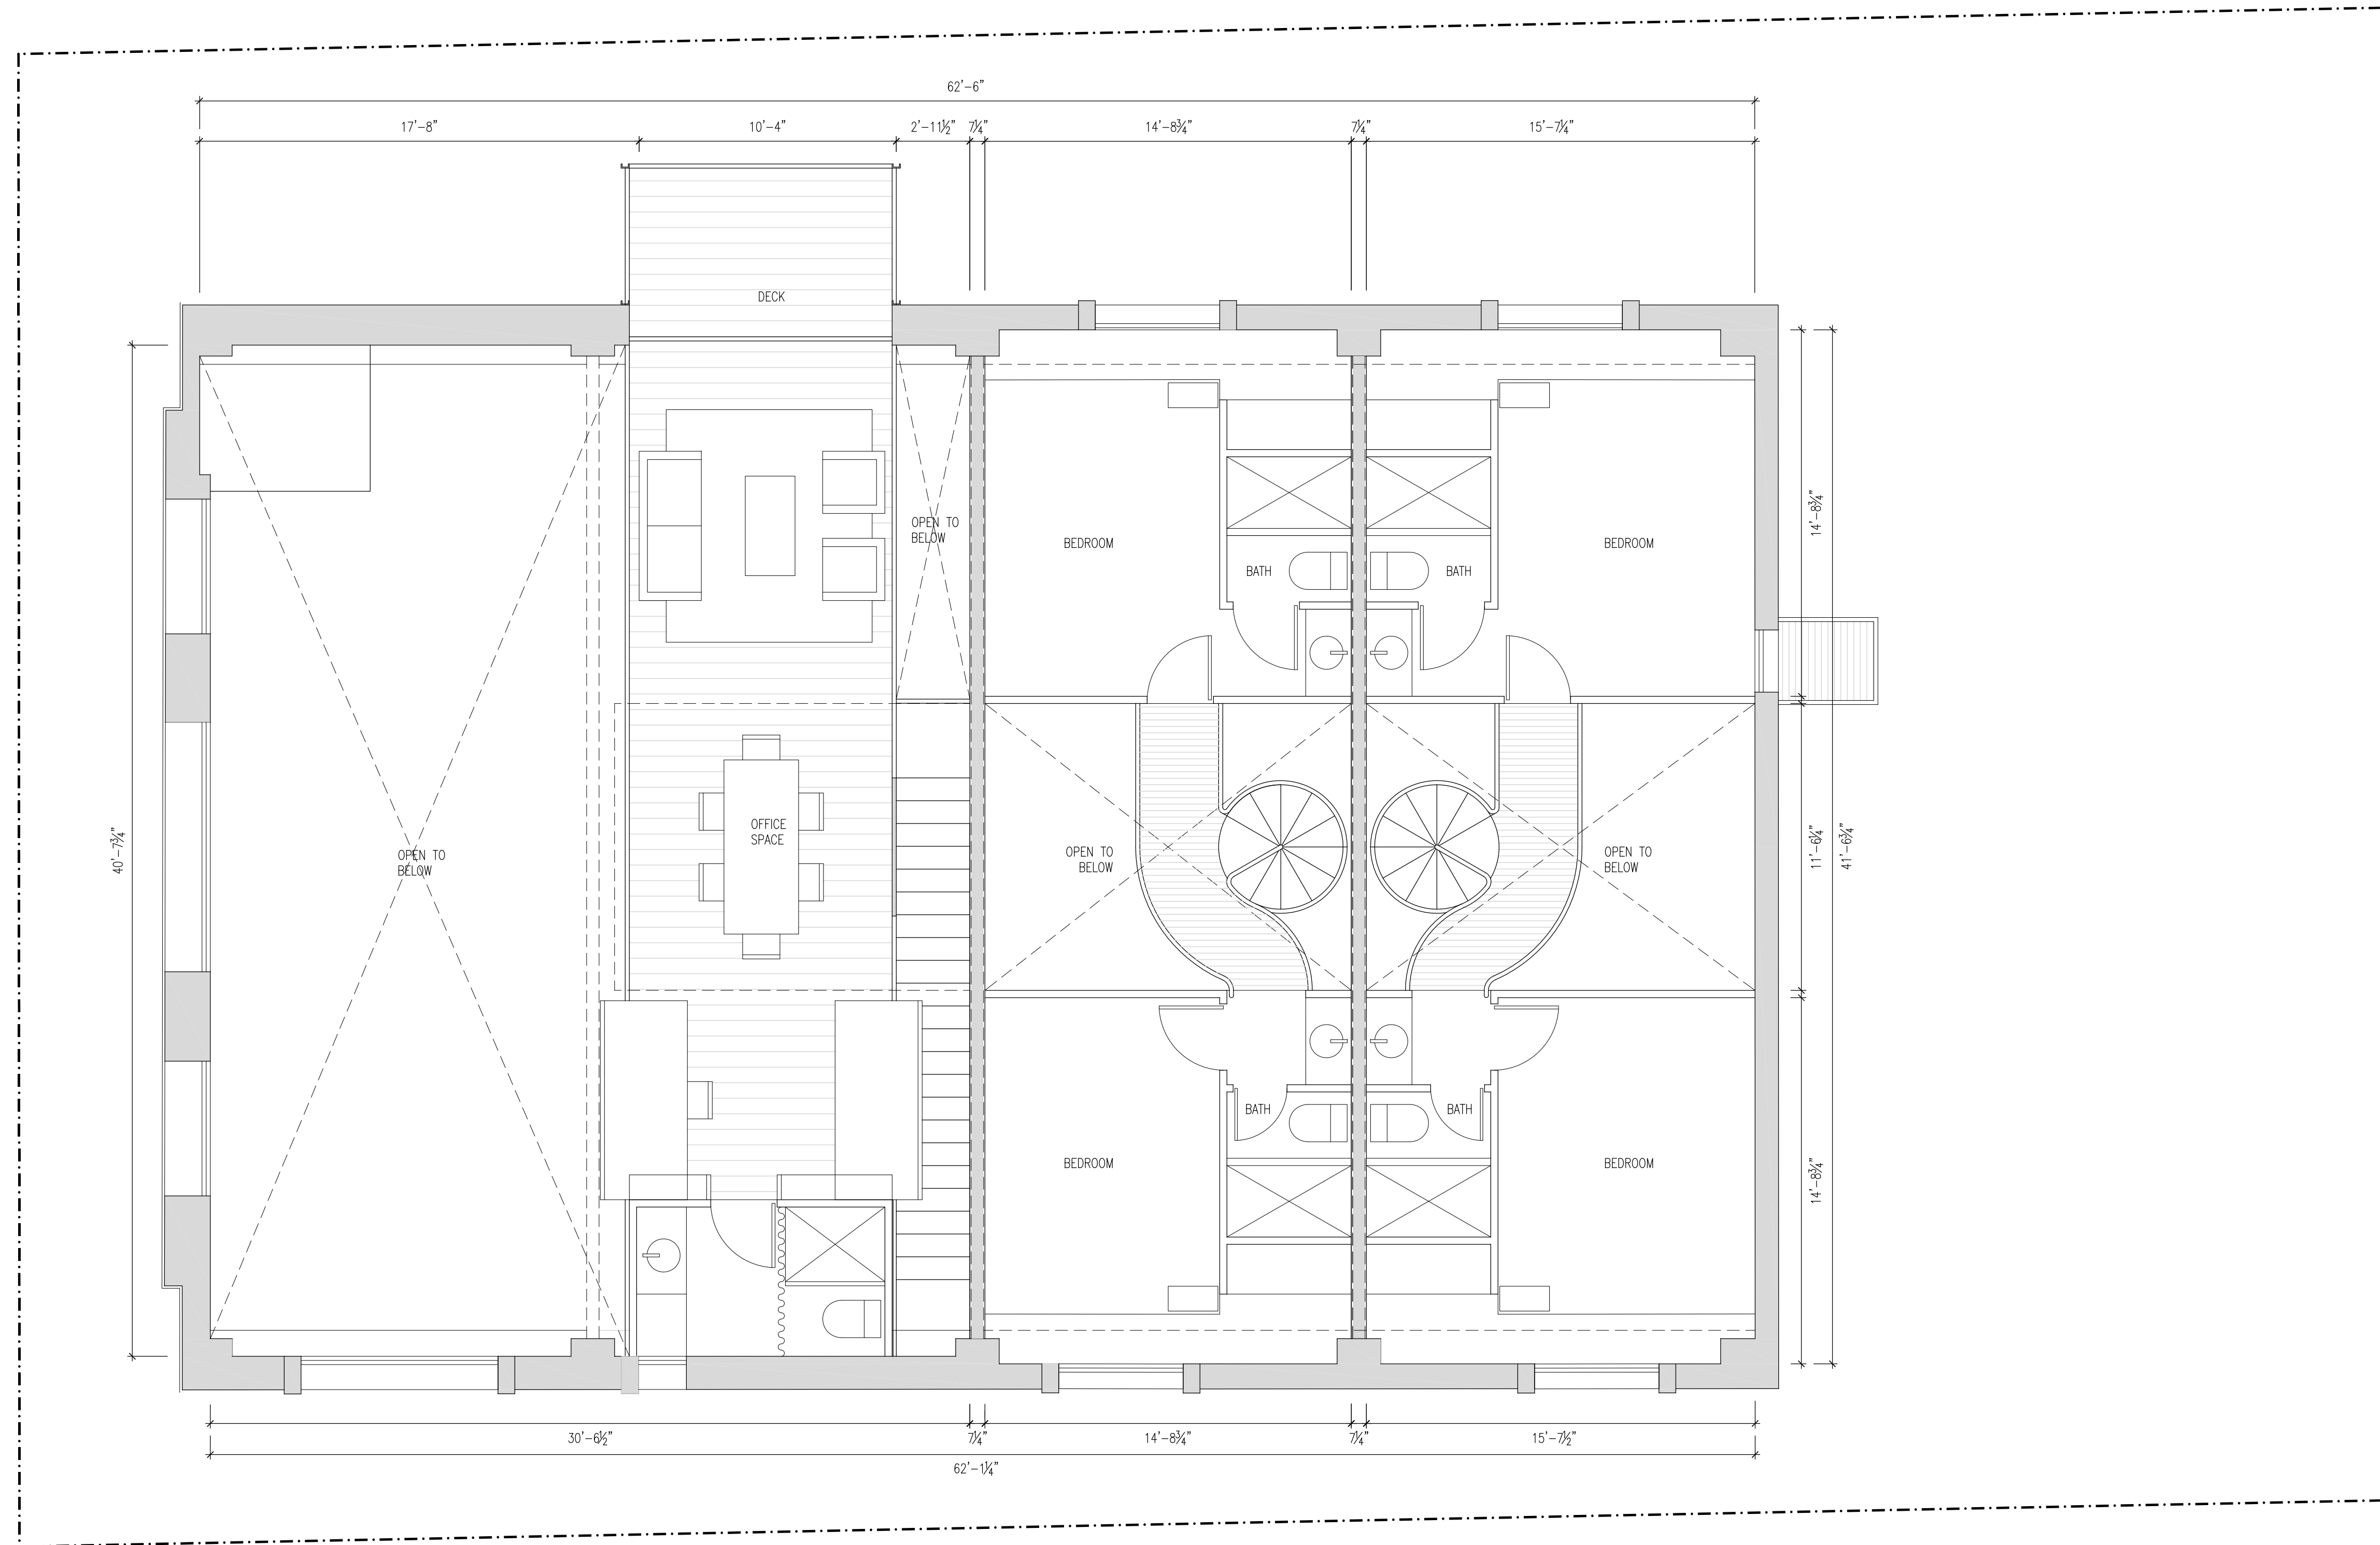 62'-6"
17'-8"
10'-4"
2'-11½"
7¼"
14'-8¾"
7¼"
15'-7¼"
DECK
OPEN TO
BELOW
BEDROOM
BATH
BATH
BEDROOM
14'-8¾"
OFFICE
SPACE
40'-7¾"
OPEN TO
BELOW
OPEN TO
BELOW
OPEN TO
BELOW
11'-6¼"
41'-6¾"
BATH
BATH
BEDROOM
BEDROOM
14'-8¾"
30'-6½"
7¼"
14'-8¾"
7¼"
15'-7½"
62'-1¼"